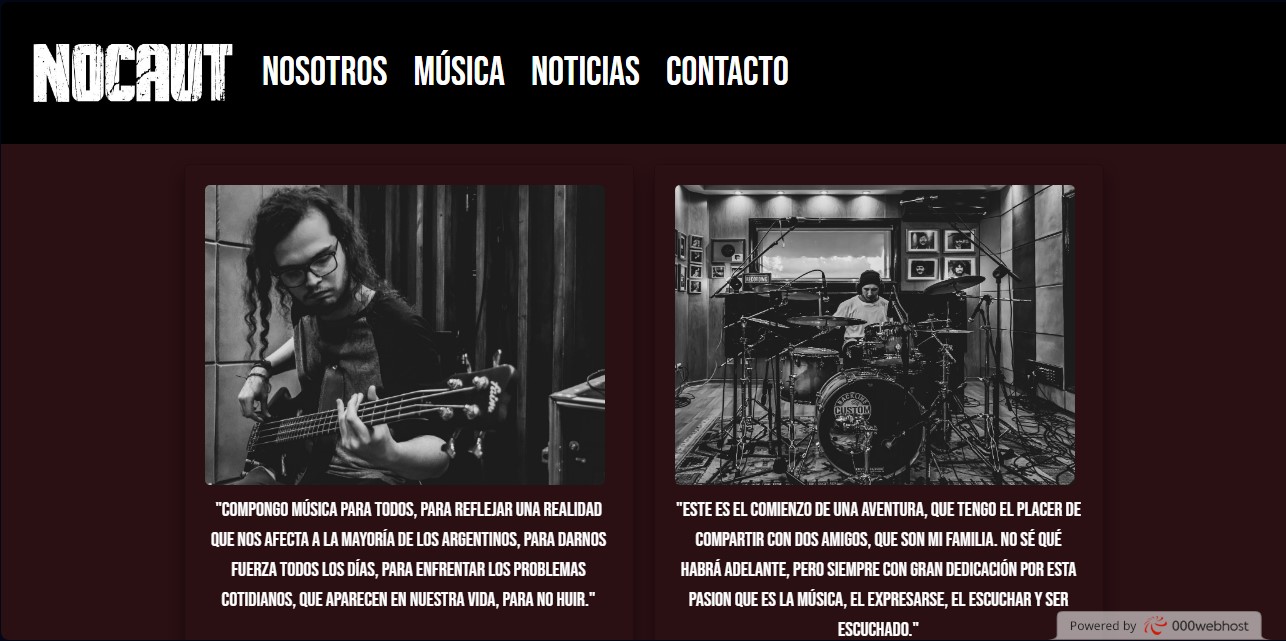 NOCAUT
NOSOTROS MÚSICA NOTICIAS CONTACTO
"COMPONGO MÚSICA PARA TODOS, PARA REFLEJAR UNA REALIDAD
QUE NOS AFECTA A LA MAYORÍA DE LOS ARGENTINOS, PARA DARNOS
FUERZA TODOS LOS DÍAS, PARA ENFRENTAR LOS PROBLEMAS
COTIDIANOS, QUE APARECEN EN NUESTRA VIDA, PARA NO HUIR."
CUSTOM
"ESTE ES EL COMIENZO DE UNA AVENTURA, QUE TENGO EL PLACER DE
COMPARTIR CON DOS AMIGOS, QUE SON MI FAMILIA. NO SÉ QUÉ
HABRÁ ADELANTE, PERO SIEMPRE CON GRAN DEDICACIÓN POR ESTA
PASION QUE ES LA MÚSICA, EL EXPRESARSE, EL ESCUCHAR Y SER
ESCUCHADO."
Powered by 000webhost